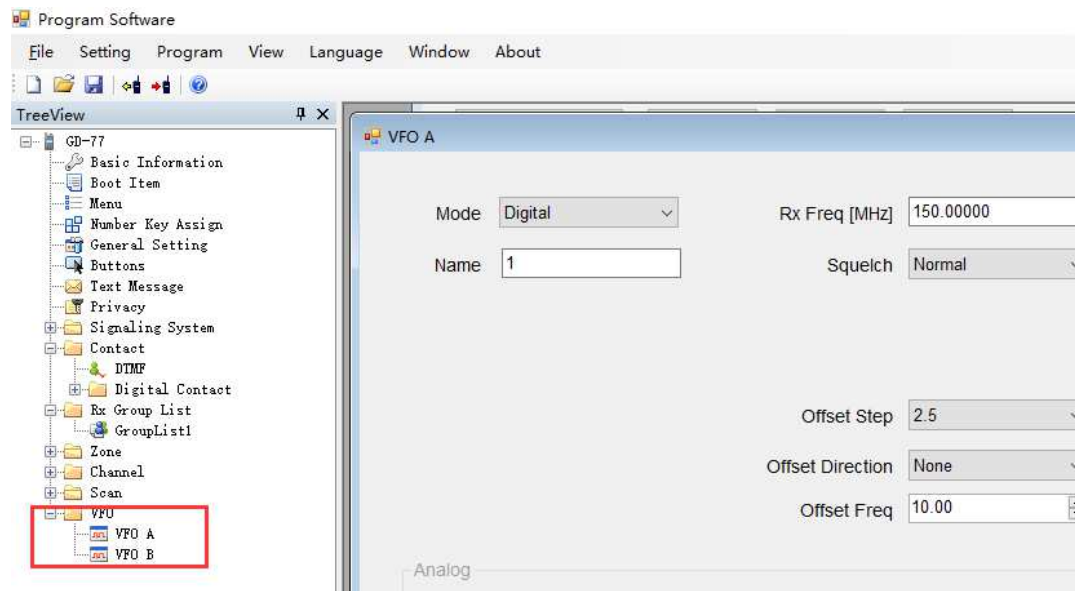 Program Software
File Setting Program View Language Window About
TreeView
GD-77
Basic Information
Boot Item
Menu
Number Key Assign
General Setting
Buttons
Text Message
Privacy
Signaling System
Contact
DTMF
Digital Contact
Rx Group List
GroupList1
Zone
Channel
Scan
VFO
VFO A
VFO B
VFO A
Mode Digital Rx Freq [MHz] 150.00000
Name 1 Squelch Normal
Offset Step 2.5
Offset Direction None
Offset Freq 10.00
Analog